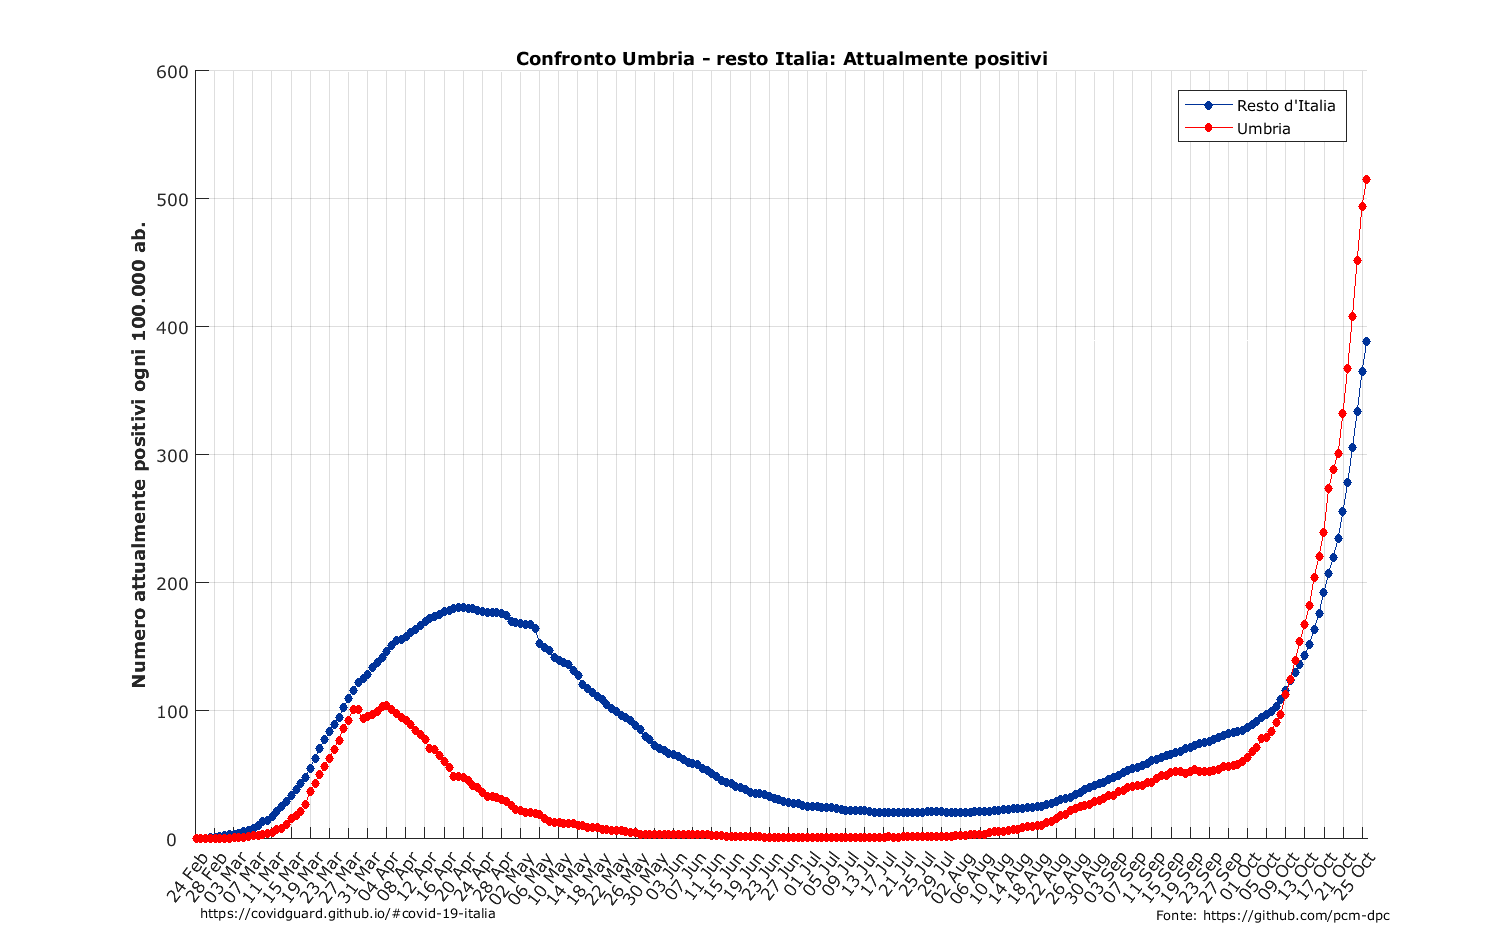 Confronto Umbria - resto Italia: Attualmente positivi
Numero attualmente positivi ogni 100.000 ab.
600
500
400
300
200
100
0
Resto d'Italia
Umbria
24 Feb
28 Feb
03 Mar
07 Mar
11 Mar
15 Mar
19 Mar
23 Mar
27 Mar
31 Mar
04 Apr
08 Apr
12 Apr
16 Apr
20 Apr
24 Apr
28 Apr
02 May
06 May
10 May
14 May
18 May
22 May
26 May
30 May
03 Jun
07 Jun
11 Jun
15 Jun
19 Jun
23 Jun
27 Jun
01 Jul
05 Jul
09 Jul
13 Jul
17 Jul
21 Jul
25 Jul
29 Jul
02 Aug
06 Aug
10 Aug
14 Aug
18 Aug
22 Aug
26 Aug
30 Aug
03 Sep
07 Sep
11 Sep
15 Sep
19 Sep
23 Sep
27 Sep
01 Oct
05 Oct
09 Oct
13 Oct
17 Oct
21 Oct
25 Oct
https://covidguard.github.io/#covid-19-italia
Fonte: https://github.com/pcm-dpc